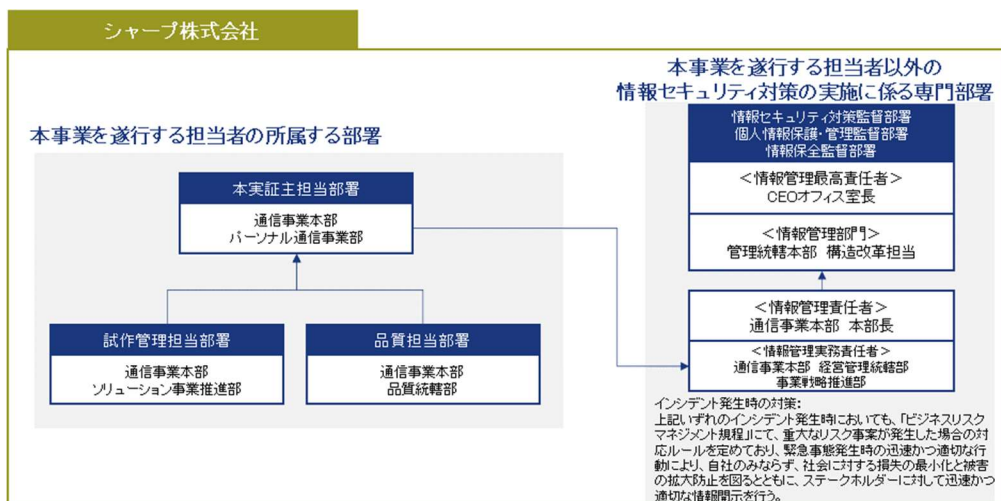 シャープ株式会社
本事業を遂行する担当者の所属する部署
本実証主担当部署
通信事業本部
パーソナル通信事業部
試作管理担当部署
通信事業本部
ソリューション事業推進部
品質担当部署
通信事業本部
品質統轄部
本事業を遂行する担当者以外の
情報セキュリティ対策の実施に係る専門部署
情報セキュリティ対策監督部署
個人情報保護・管理監督部署
情報保全監督部署
＜情報管理最高責任者＞
CEOオフィス室長
＜情報管理部門＞
管理統轄本部 構造改革担当
＜情報管理責任者＞
通信事業本部 本部長
＜情報管理実務責任者＞
通信事業本部 経営管理統轄部
事業戦略推進部
インシデント発生時の対策：
上記いずれのインシデント発生時においても、「ビジネスリスク
マネジメント規程」にて、重大なリスク事案が発生した場合の対
応ルールを定めており、緊急事態発生時の迅速かつ適切な行
動により、自社のみならず、社会に対する損失の最小化と被害
の拡大防止を図るとともに、ステークホルダーに対して迅速かつ
適切な情報開示を行う。